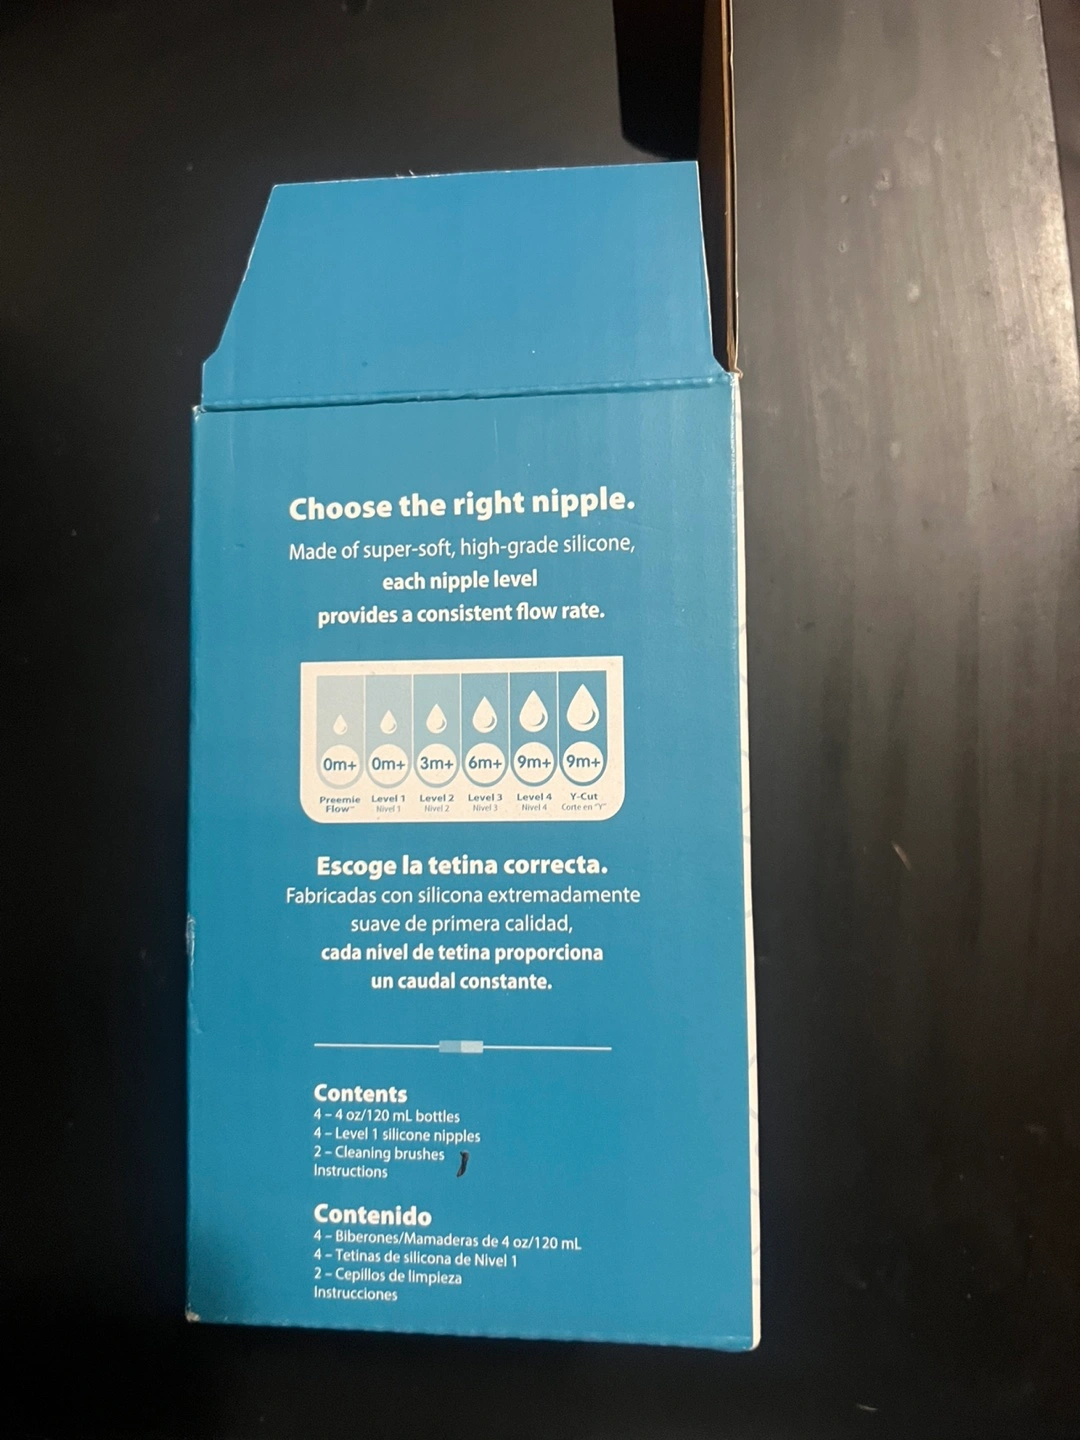 Choose the right nipple.
Made of super-soft, high-grade silicone,
each nipple level
provides a consistent flow rate.
0m+ 0m+ 3m+ 6m+ 9m+ 9m+
Preemie Flow™ Level 1 Level 2 Level 3 Level 4 Y-Cut
Nivel 1 Nivel 2 Nivel 3 Nivel 4 Corte en "Y"
Escoge la tetina correcta.
Fabricadas con silicona extremadamente
suave de primera calidad,
cada nivel de tetina proporciona
un caudal constante.
Contents
4 – 4 oz/120 mL bottles
4 – Level 1 silicone nipples
2 – Cleaning brushes
Instructions
Contenido
4 – Biberones/Mamaderas de 4 oz/120 mL
4 – Tetinas de silicona de Nivel 1
2 – Cepillos de limpieza
Instrucciones